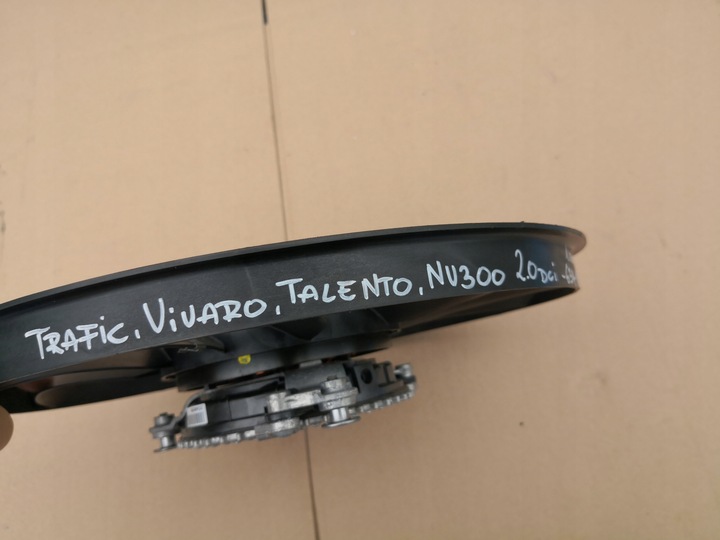 TRAFIC, VIVARO, TALENTO, NV300 2.0DCi